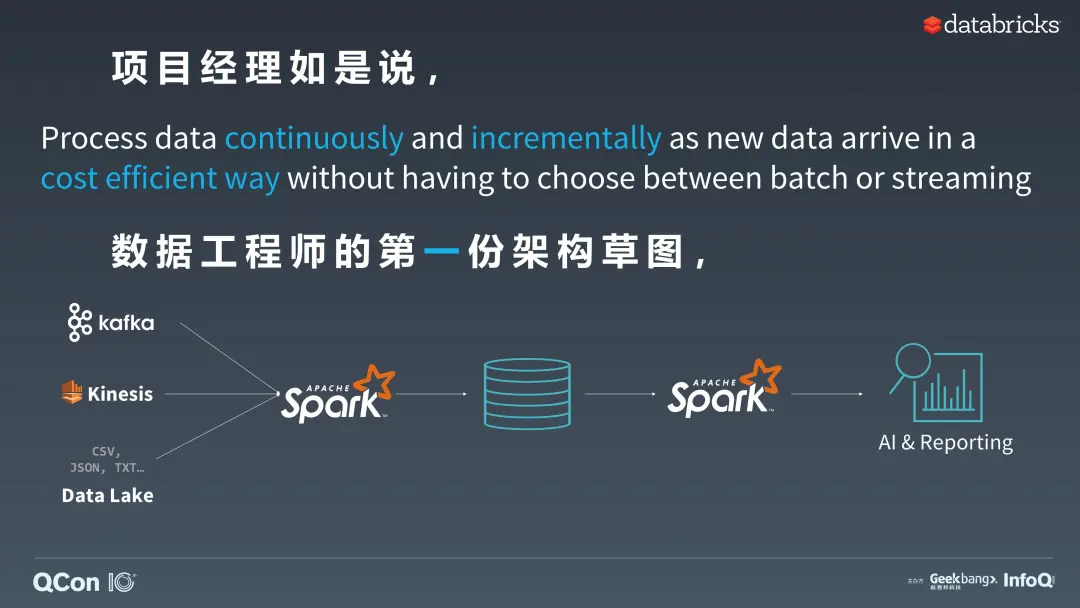 databricks
项目经理如是说,
Process data continuously and incrementally as new data arrive in a
cost efficient way without having to choose between batch or streaming
数据工程师的第一份架构草图,
kafka
Kinesis
CSV,
JSON, TXT…
Data Lake
APACHE
Spark™
APACHE
Spark™
AI & Reporting
QCon 10
主办方 Geekbang>. InfoQ
极客邦科技